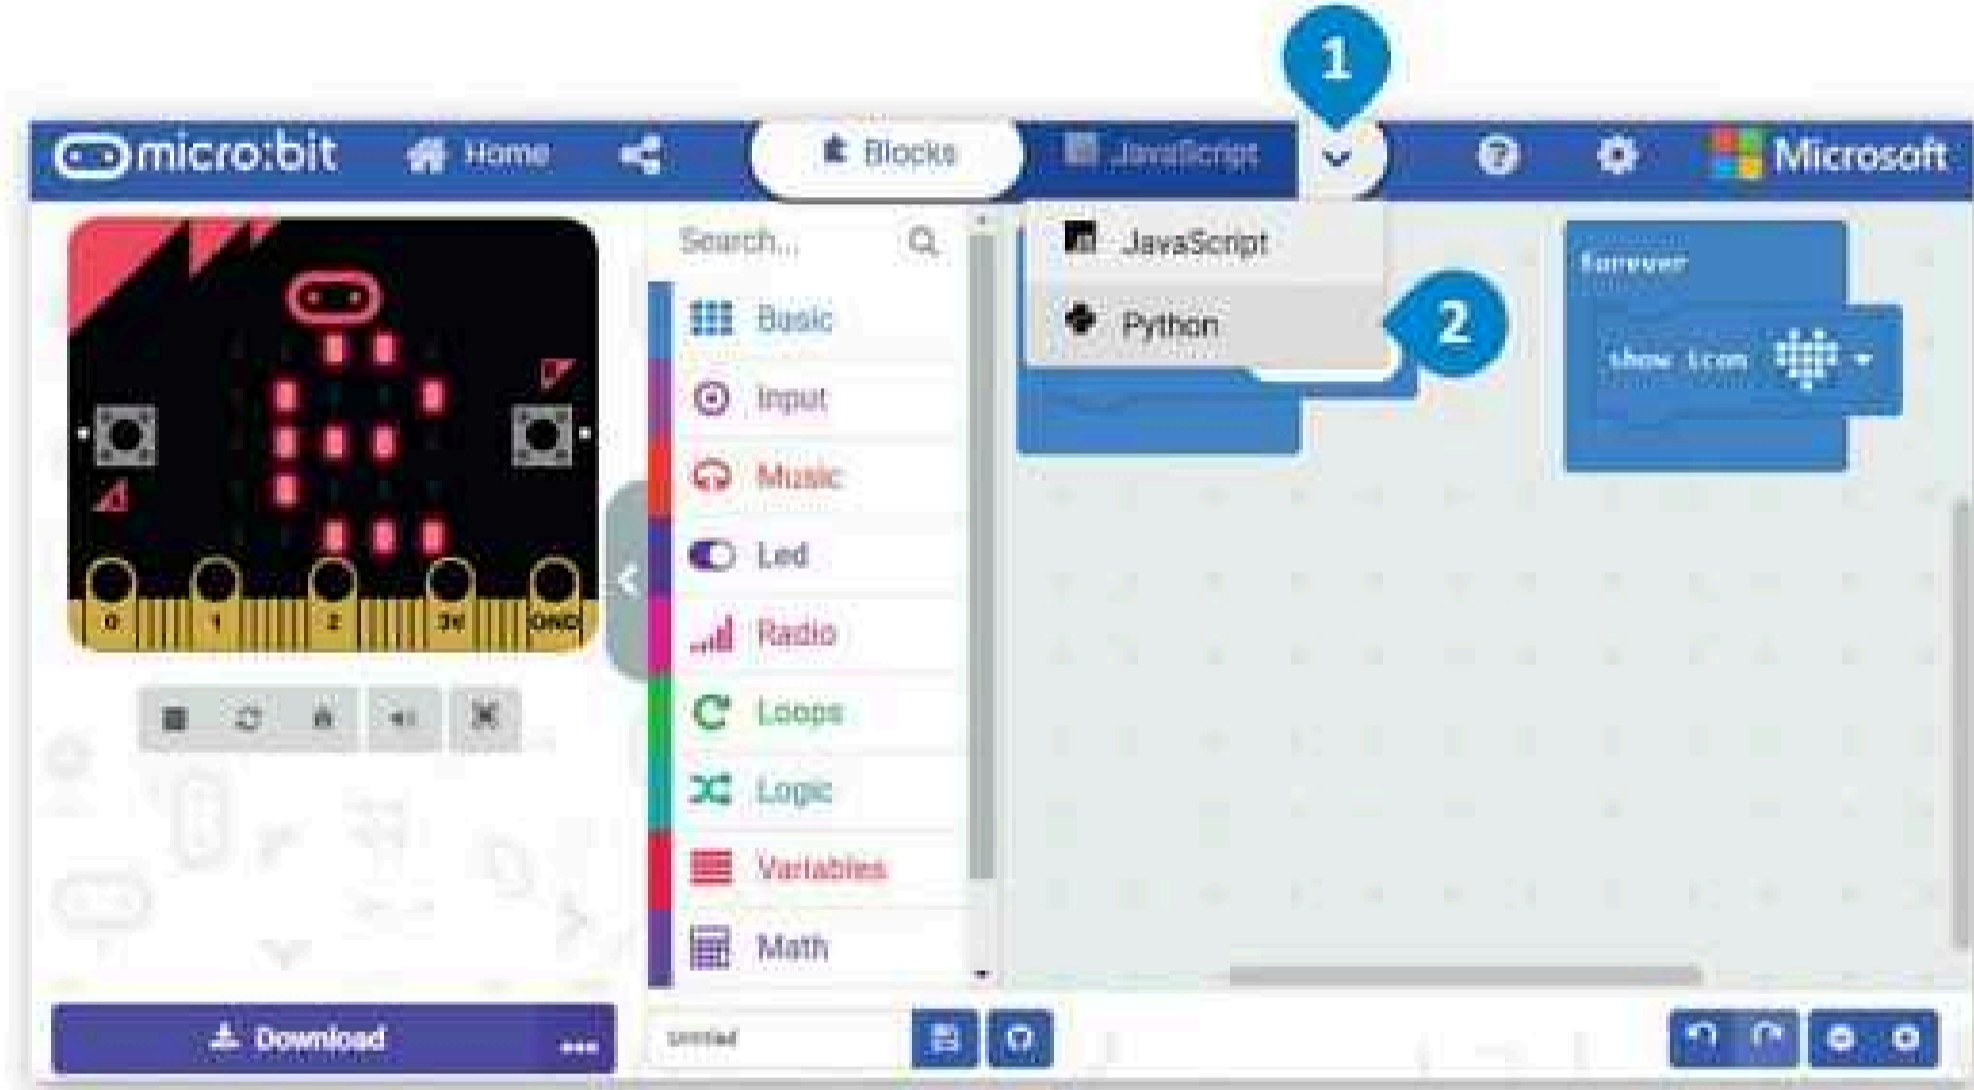 1
micro:bit
Home
Blocks
JavaScript
Microsoft
Search...
JavaScript
Python
2
Basic
Input
Music
Led
Radio
Loops
Logic
Variables
Math
forever
show icon
0 1 2 3V GND
Download
...
Untitled